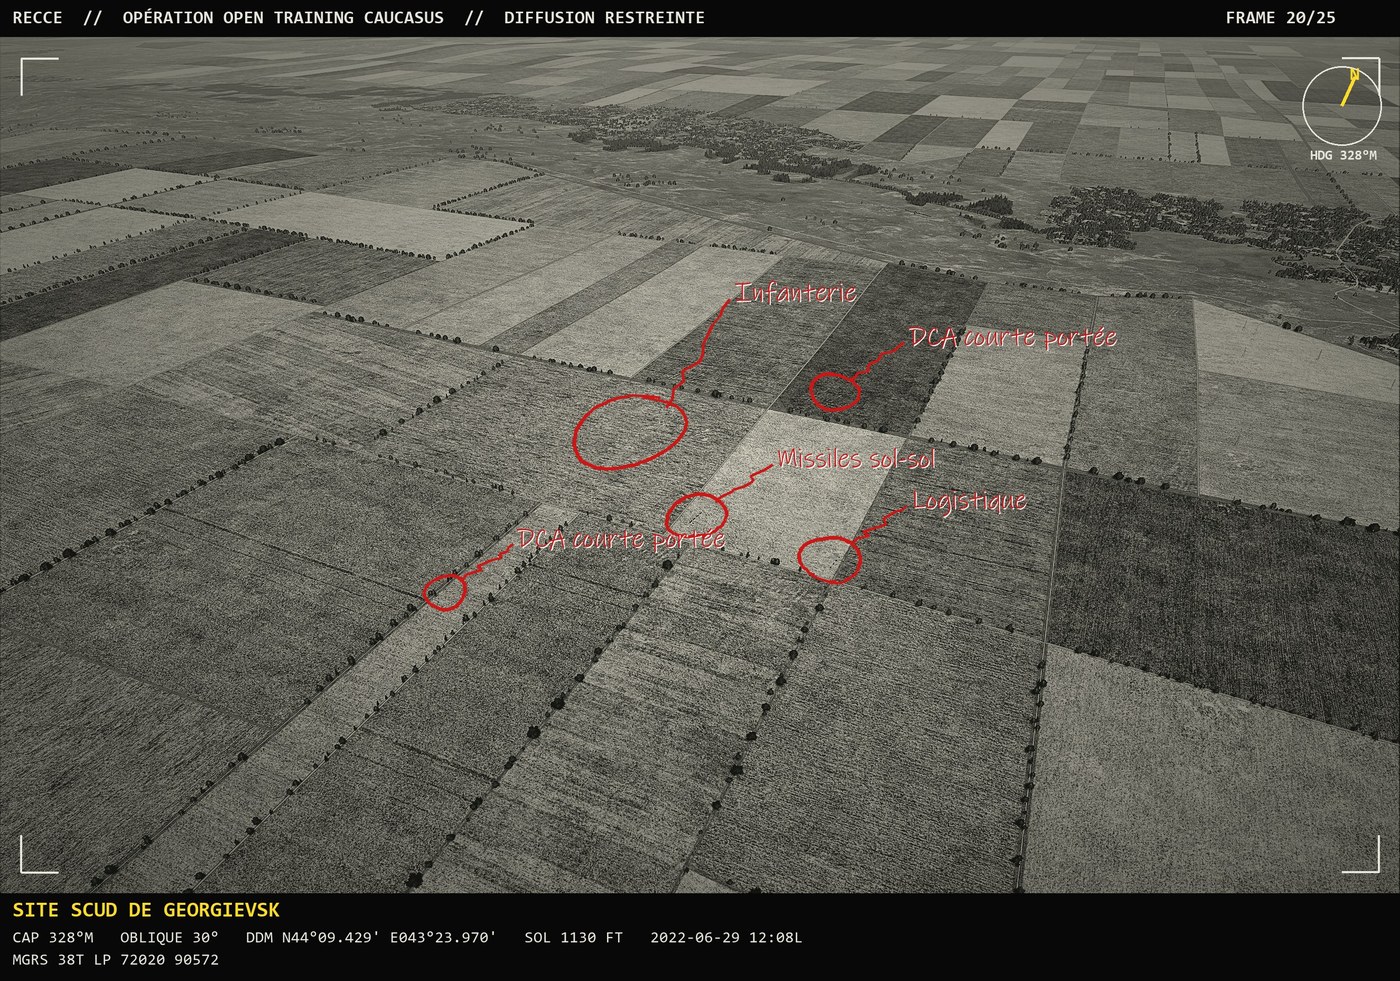 RECCE // OPÉRATION OPEN TRAINING CAUCASUS // DIFFUSION RESTREINTE
FRAME 20/25
N
HDG 328°M
Infanterie
DCA courte portée
Missiles sol-sol
Logistique
DCA courte portée
SITE SCUD DE GEORGIEVSK
CAP 328°M OBLIQUE 30° DDM N44°09.429' E043°23.970' SOL 1130 FT 2022-06-29 12:08L
MGRS 38T LP 72020 90572